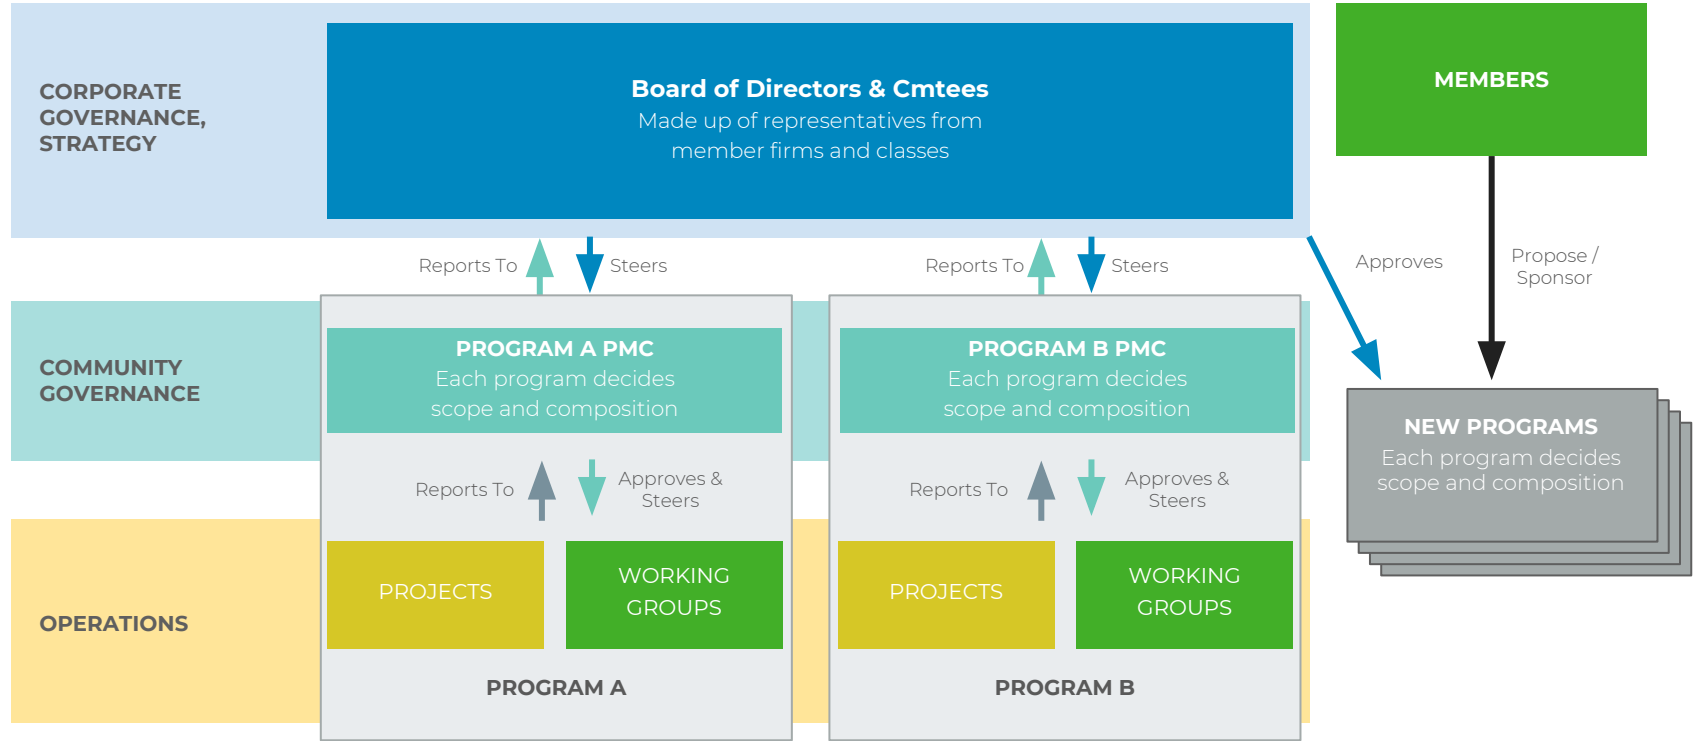 CORPORATE
GOVERNANCE,
STRATEGY
Board of Directors & Cmtees
Made up of representatives from
member firms and classes
MEMBERS
Reports To
Steers
Reports To
Steers
Approves
Propose /
Sponsor
COMMUNITY
GOVERNANCE
PROGRAM A PMC
Each program decides
scope and composition
PROGRAM B PMC
Each program decides
scope and composition
NEW PROGRAMS
Each program decides
scope and composition
Reports To
Approves &
Steers
Reports To
Approves &
Steers
OPERATIONS
PROJECTS
WORKING
GROUPS
PROJECTS
WORKING
GROUPS
PROGRAM A
PROGRAM B